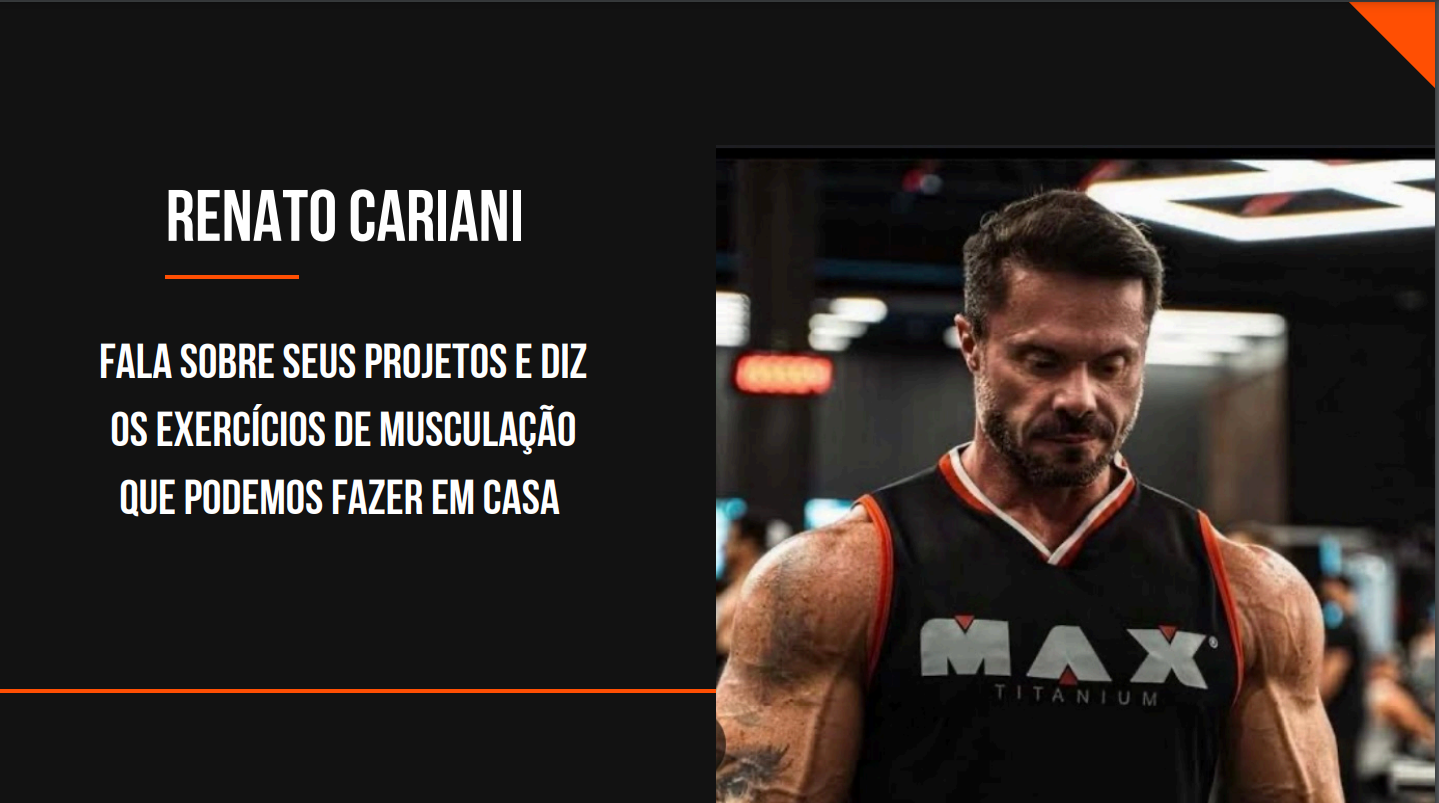 RENATO CARIANI
FALA SOBRE SEUS PROJETOS E DIZ
OS EXERCÍCIOS DE MUSCULAÇÃO
QUE PODEMOS FAZER EM CASA
MAX®
TITANIUM